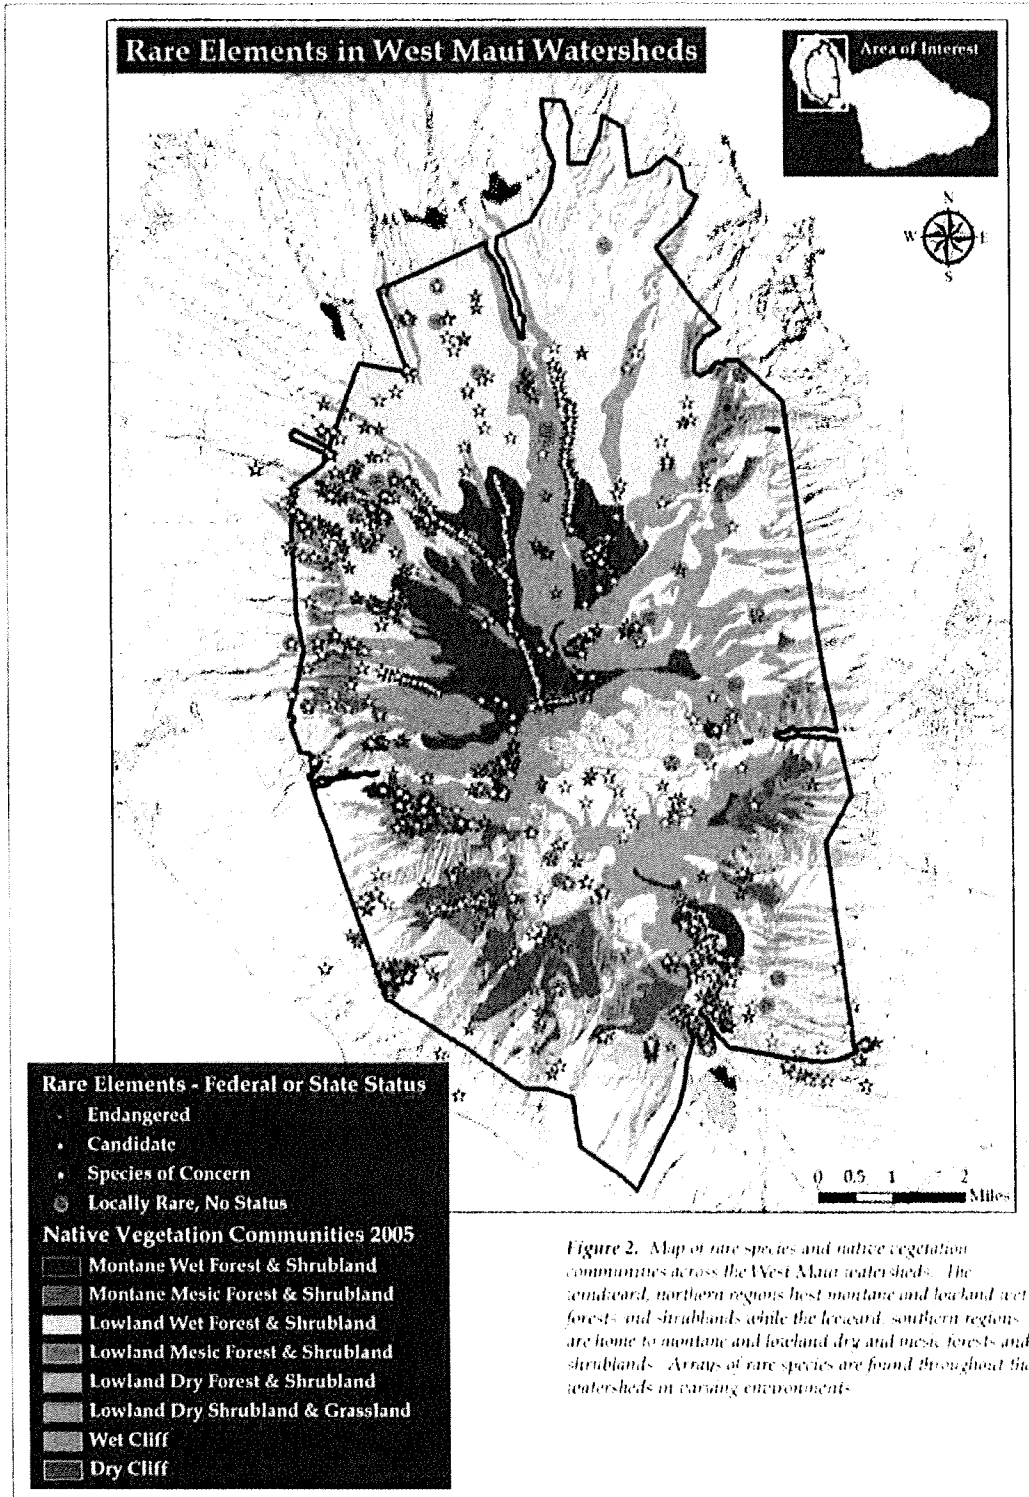 Rare Elements in West Maui Watersheds
Area of Interest
N
W E
S
Rare Elements - Federal or State Status
Endangered
Candidate
Species of Concern
Locally Rare, No Status
Native Vegetation Communities 2005
Montane Wet Forest & Shrubland
Montane Mesic Forest & Shrubland
Lowland Wet Forest & Shrubland
Lowland Mesic Forest & Shrubland
Lowland Dry Forest & Shrubland
Lowland Dry Shrubland & Grassland
Wet Cliff
Dry Cliff
0 0.5 1 2
Miles
Figure 2. Map of rare species and native vegetation
communities across the West Maui watersheds. The
windward, northern regions host montane and lowland wet
forests and shrublands while the leeward, southern regions
are home to montane and lowland dry and mesic forests and
shrublands. Arrays of rare species are found throughout the
watersheds in varying environments.